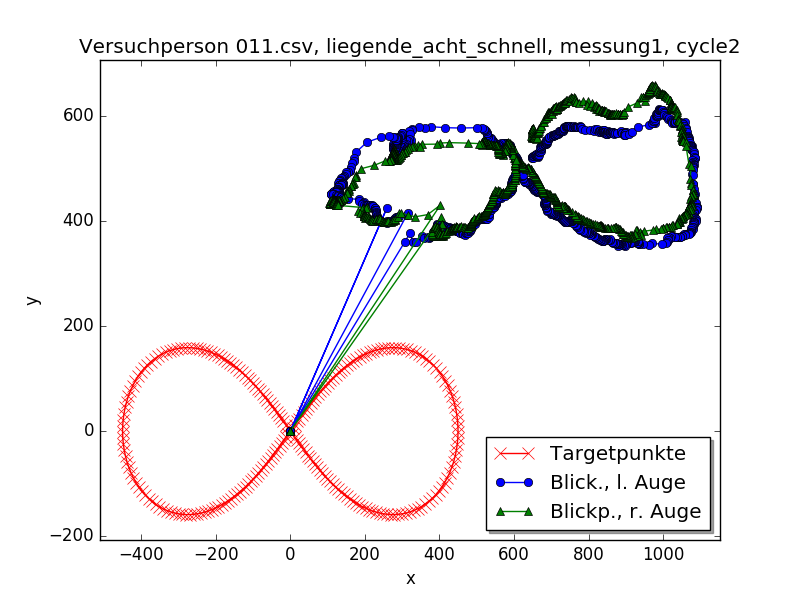 Versuchperson 011.csv, liegende_acht_schnell, messung1, cycle2
y
600
400
200
0
−200
−400
−200
0
200
400
600
800
1000
x
Targetpunkte
Blick., l. Auge
Blickp., r. Auge